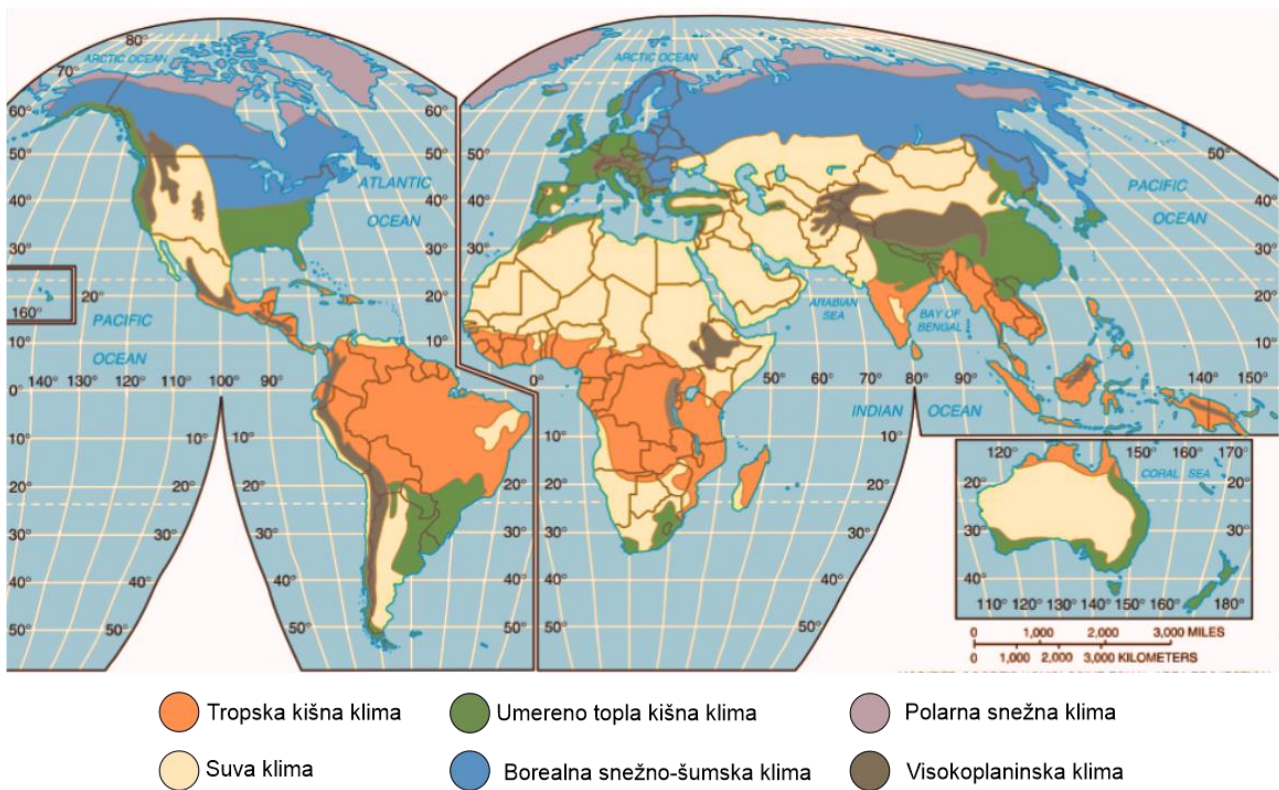 80°
70°
ARCTIC OCEAN
60°
50°
40°
30°
ATLANTIC
OCEAN
20°
160°
PACIFIC
OCEAN
10°
140° 130° 120° 110° 100° 90°
0°
10° 10°
20° 20°
30° 30°
40° 40°
50° 50° 50°
ARCTIC OCEAN
60°
50°
40°
30°
20°
10°
0°
50°
40°
30°
20°
10°
PACIFIC
OCEAN
ARABIAN
SEA
BAY OF
BENGAL
50° 60° 70° 80° 90° 140° 150°
INDIAN OCEAN
10° 10°
20° 20°
30° 30°
40° 40°
50° 50°
120° 150° 160° 170°
CORAL SEA
20°
30°
40°
110° 120° 130° 140° 150° 180°
0 1,000 2,000 3,000 MILES
0 1,000 2,000 3,000 KILOMETERS
Tropska kišna klima
Umereno topla kišna klima
Polarna snežna klima
Suva klima
Borealna snežno-šumska klima
Visokoplaninska klima